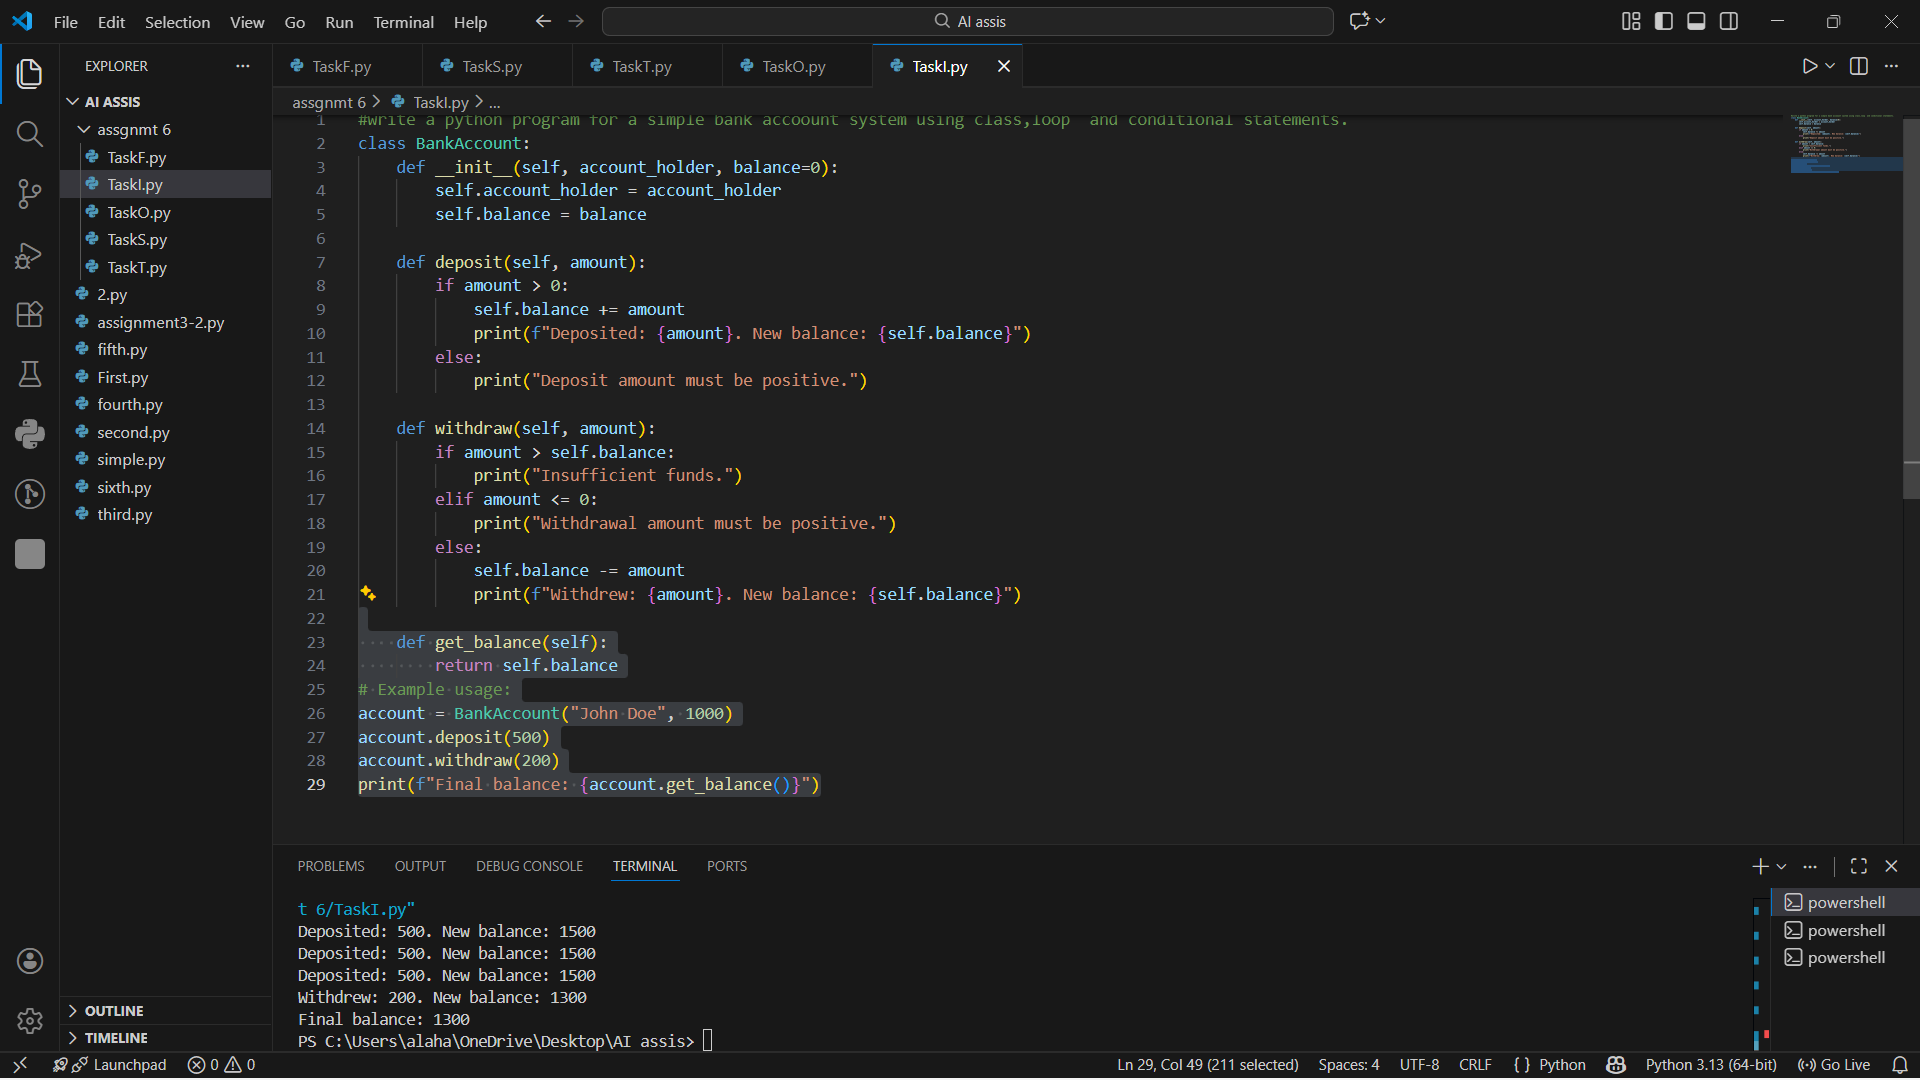 File Edit Selection View Go Run Terminal Help
AI assis
EXPLORER
AI ASSIS
assgnmt 6
TaskF.py
TaskI.py
TaskO.py
TaskS.py
TaskT.py
2.py
assignment3-2.py
fifth.py
First.py
fourth.py
second.py
simple.py
sixth.py
third.py
OUTLINE
TIMELINE
TaskF.py TaskS.py TaskT.py TaskO.py TaskI.py
assgnmt 6 > TaskI.py > ...
1 #write a python program for a simple bank account system using class,loop  and conditional statements.
2 class BankAccount:
3     def __init__(self, account_holder, balance=0):
4         self.account_holder = account_holder
5         self.balance = balance
6
7     def deposit(self, amount):
8         if amount > 0:
9             self.balance += amount
10             print(f"Deposited: {amount}. New balance: {self.balance}")
11         else:
12             print("Deposit amount must be positive.")
13
14     def withdraw(self, amount):
15         if amount > self.balance:
16             print("Insufficient funds.")
17         elif amount <= 0:
18             print("Withdrawal amount must be positive.")
19         else:
20             self.balance -= amount
21             print(f"Withdrew: {amount}. New balance: {self.balance}")
22
23     def get_balance(self):
24         return self.balance
25 # Example usage:
26 account = BankAccount("John Doe", 1000)
27 account.deposit(500)
28 account.withdraw(200)
29 print(f"Final balance: {account.get_balance()}")
PROBLEMS OUTPUT DEBUG CONSOLE TERMINAL PORTS
t 6/TaskI.py"
Deposited: 500. New balance: 1500
Deposited: 500. New balance: 1500
Deposited: 500. New balance: 1500
Withdrew: 200. New balance: 1300
Final balance: 1300
PS C:\Users\alaha\OneDrive\Desktop\AI assis>
powershell
powershell
powershell
Launchpad 0 0 Ln 29, Col 49 (211 selected) Spaces: 4 UTF-8 CRLF {} Python Python 3.13 (64-bit) Go Live